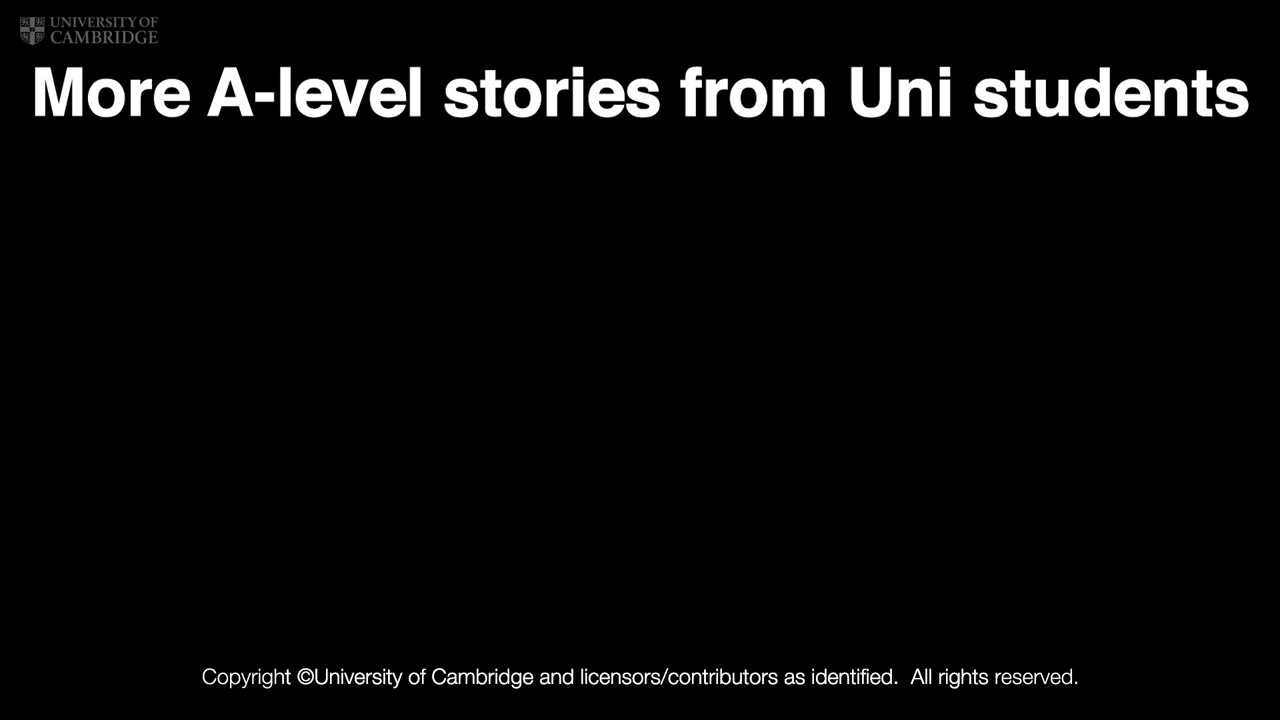 UNIVERSITY OF
CAMBRIDGE
More A-level stories from Uni students
Copyright ©University of Cambridge and licensors/contributors as identified.  All rights reserved.